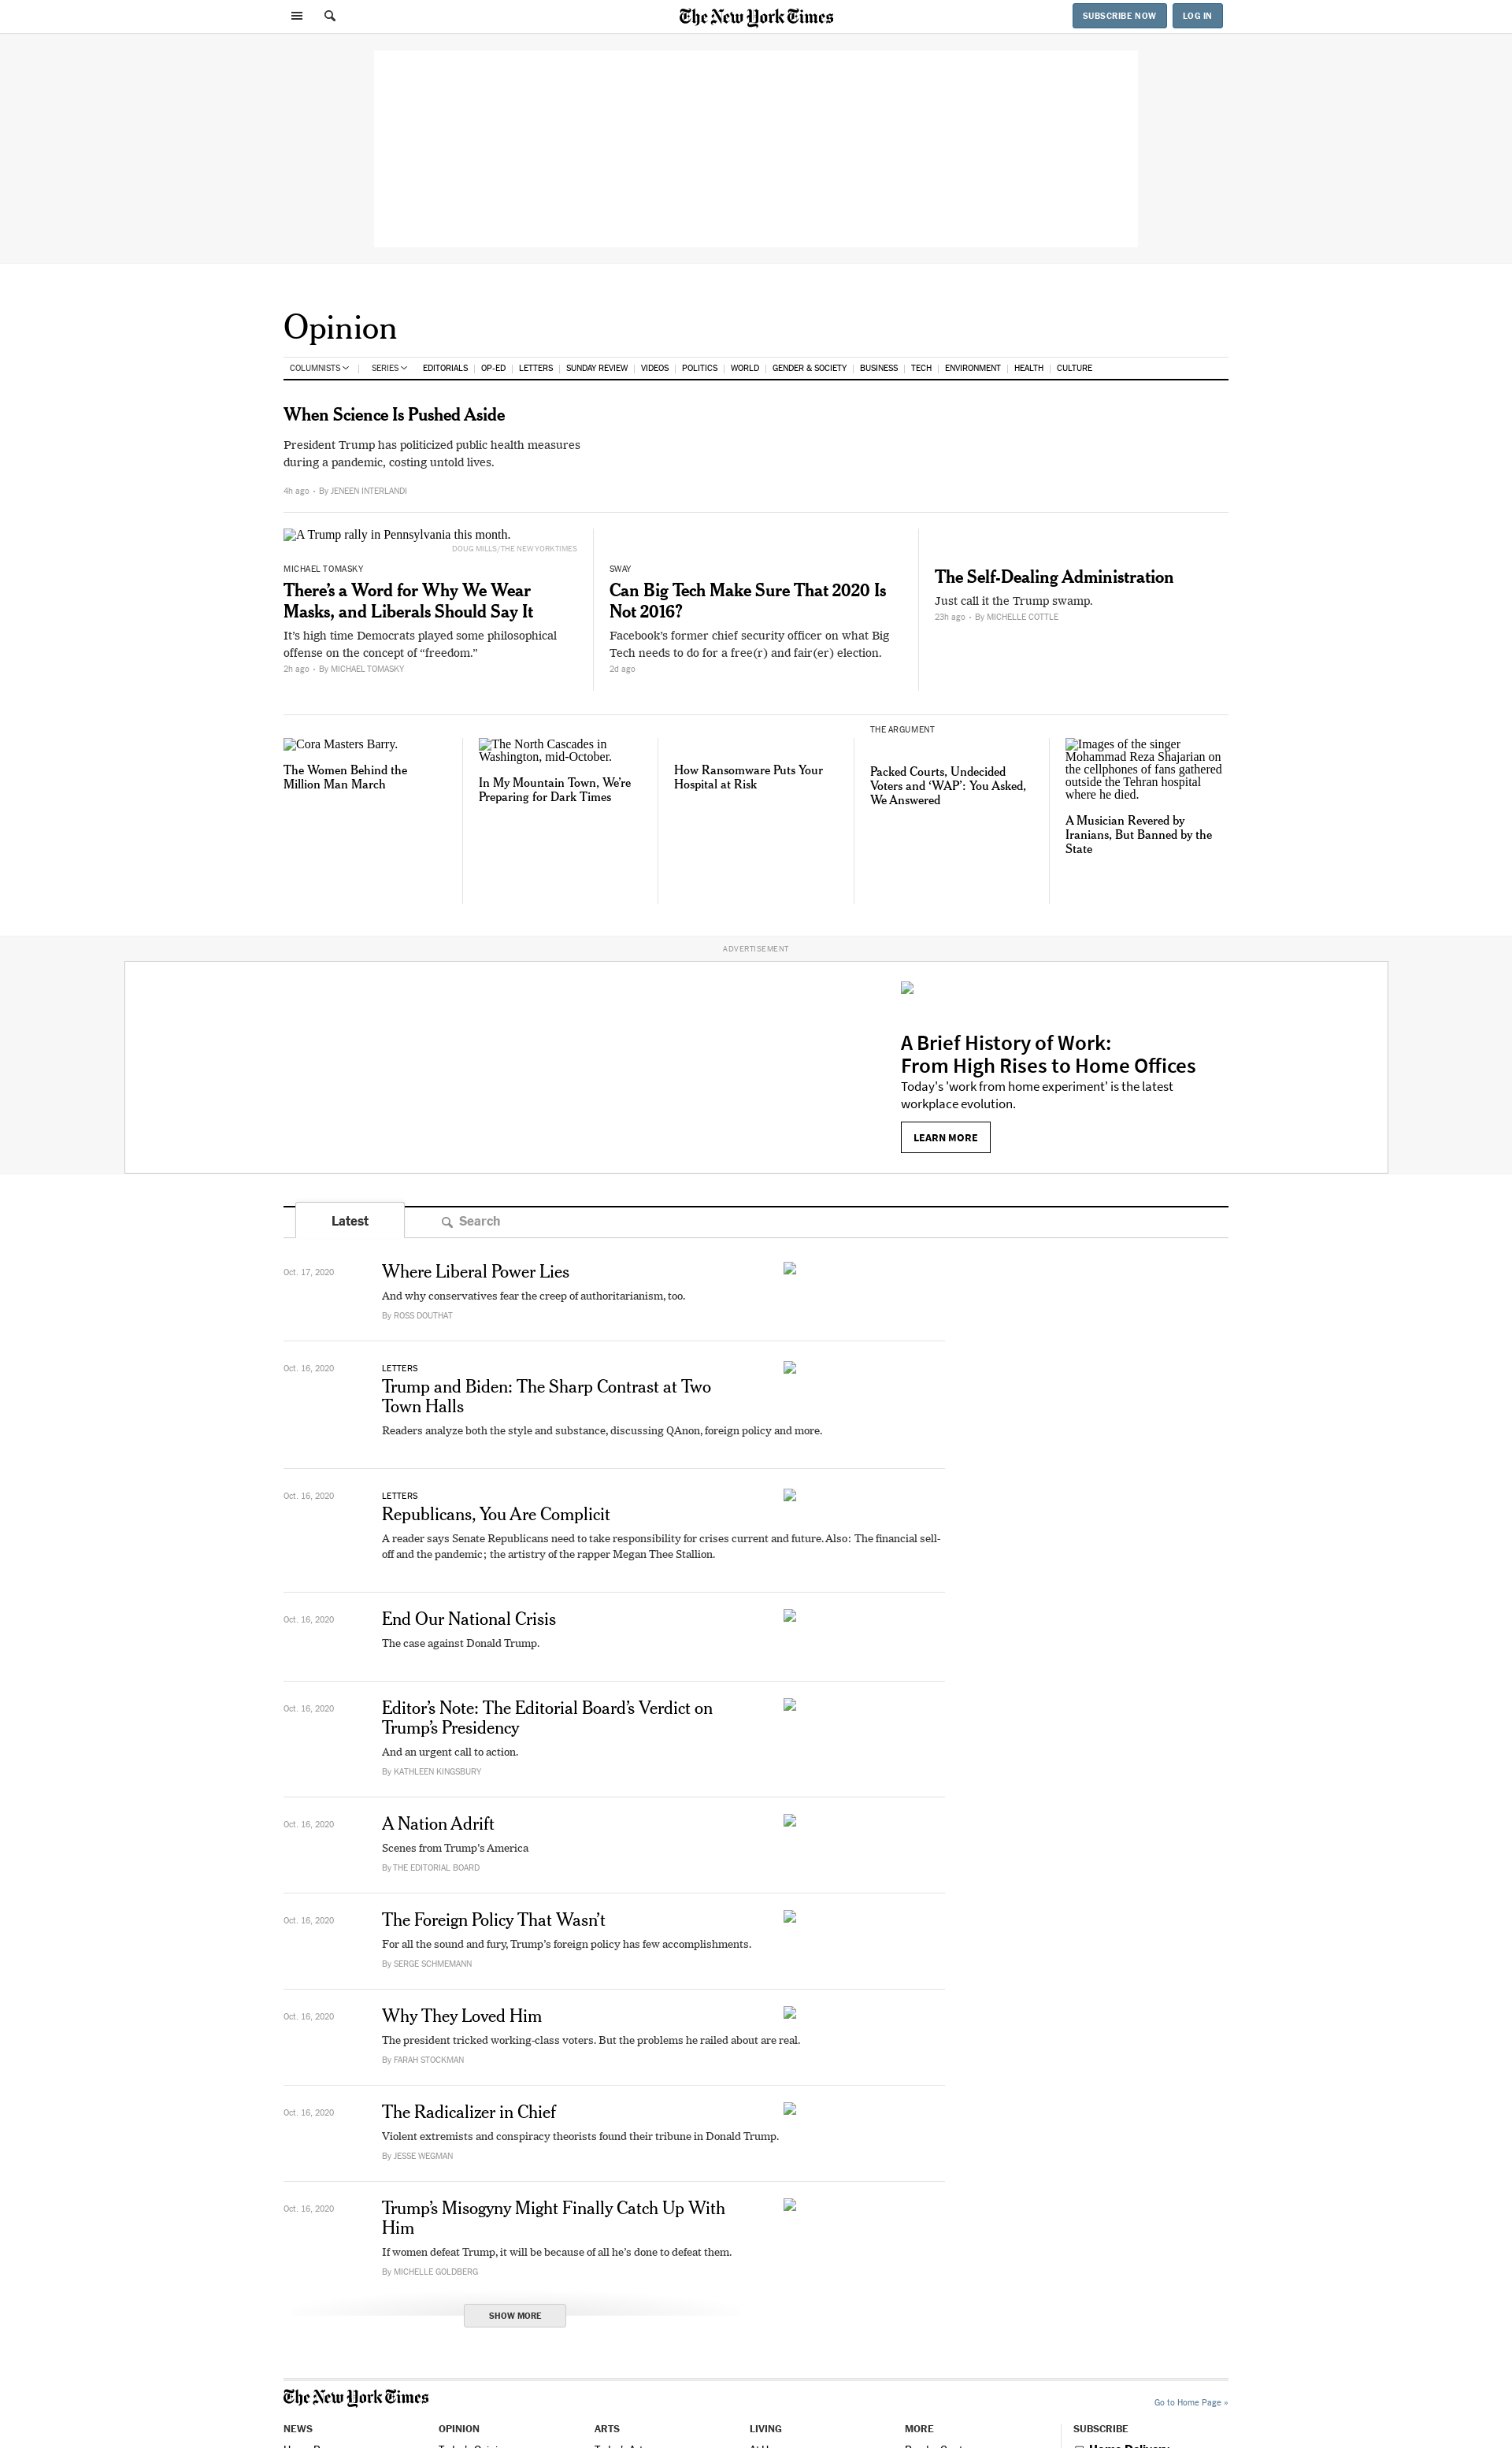 The New York Times
SUBSCRIBE NOW
LOG IN
Opinion
COLUMNISTS
SERIES
EDITORIALS
OP-ED
LETTERS
SUNDAY REVIEW
VIDEOS
POLITICS
WORLD
GENDER & SOCIETY
BUSINESS
TECH
ENVIRONMENT
HEALTH
CULTURE
When Science Is Pushed Aside
President Trump has politicized public health measures
during a pandemic, costing untold lives.
4h ago • By JENEEN INTERLANDI
A Trump rally in Pennsylvania this month.
DOUG MILLS/THE NEW YORK TIMES
MICHAEL TOMASKY
There’s a Word for Why We Wear
Masks, and Liberals Should Say It
It’s high time Democrats played some philosophical
offense on the concept of “freedom.”
2h ago • By MICHAEL TOMASKY
SWAY
Can Big Tech Make Sure That 2020 Is
Not 2016?
Facebook’s former chief security officer on what Big
Tech needs to do for a free(r) and fair(er) election.
2d ago
The Self-Dealing Administration
Just call it the Trump swamp.
23h ago • By MICHELLE COTTLE
Cora Masters Barry.
The Women Behind the
Million Man March
The North Cascades in
Washington, mid-October.
In My Mountain Town, We’re
Preparing for Dark Times
How Ransomware Puts Your
Hospital at Risk
THE ARGUMENT
Packed Courts, Undecided
Voters and ‘WAP’: You Asked,
We Answered
Images of the singer
Mohammad Reza Shajarian on
the cellphones of fans gathered
outside the Tehran hospital
where he died.
A Musician Revered by
Iranians, But Banned by the
State
ADVERTISEMENT
A Brief History of Work:
From High Rises to Home Offices
Today's 'work from home experiment' is the latest
workplace evolution.
LEARN MORE
Latest
Search
Oct. 17, 2020
Where Liberal Power Lies
And why conservatives fear the creep of authoritarianism, too.
By ROSS DOUTHAT
Oct. 16, 2020
LETTERS
Trump and Biden: The Sharp Contrast at Two
Town Halls
Readers analyze both the style and substance, discussing QAnon, foreign policy and more.
Oct. 16, 2020
LETTERS
Republicans, You Are Complicit
A reader says Senate Republicans need to take responsibility for crises current and future. Also: The financial sell-
off and the pandemic; the artistry of the rapper Megan Thee Stallion.
Oct. 16, 2020
End Our National Crisis
The case against Donald Trump.
Oct. 16, 2020
Editor’s Note: The Editorial Board’s Verdict on
Trump’s Presidency
And an urgent call to action.
By KATHLEEN KINGSBURY
Oct. 16, 2020
A Nation Adrift
Scenes from Trump’s America
By THE EDITORIAL BOARD
Oct. 16, 2020
The Foreign Policy That Wasn’t
For all the sound and fury, Trump’s foreign policy has few accomplishments.
By SERGE SCHMEMANN
Oct. 16, 2020
Why They Loved Him
The president tricked working-class voters. But the problems he railed about are real.
By FARAH STOCKMAN
Oct. 16, 2020
The Radicalizer in Chief
Violent extremists and conspiracy theorists found their tribune in Donald Trump.
By JESSE WEGMAN
Oct. 16, 2020
Trump’s Misogyny Might Finally Catch Up With
Him
If women defeat Trump, it will be because of all he’s done to defeat them.
By MICHELLE GOLDBERG
SHOW MORE
The New York Times
Go to Home Page »
NEWS
OPINION
ARTS
LIVING
MORE
SUBSCRIBE